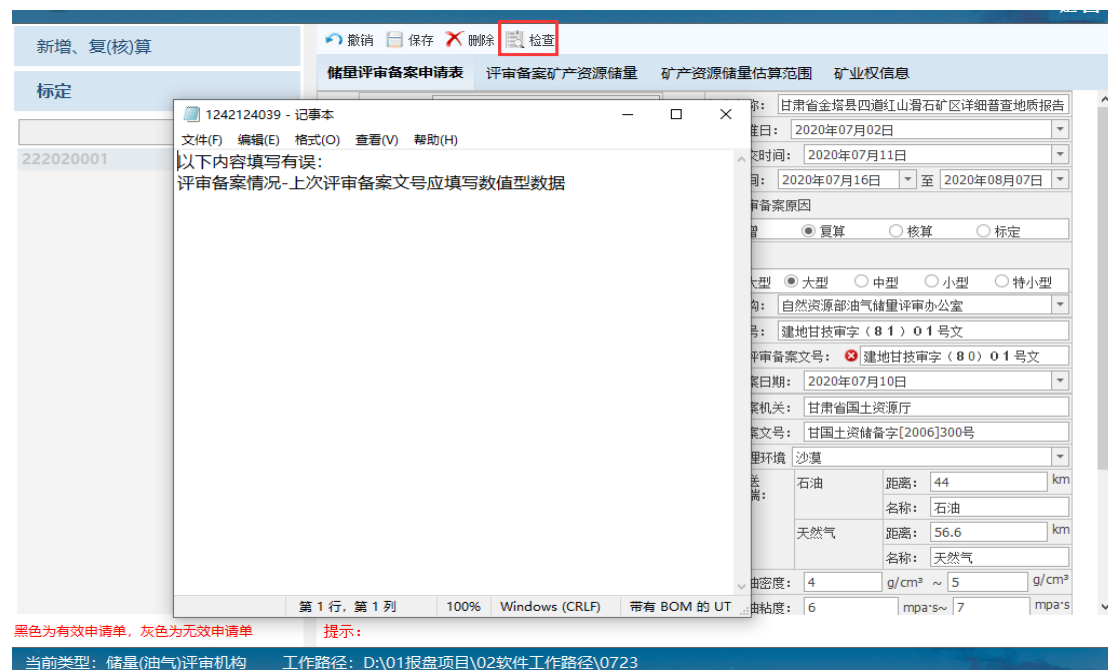 新增、复(核)算
标定
222020001
撤销 保存 删除 检查
储量评审备案申请表 评审备案矿产资源储量 矿产资源储量估算范围 矿业权信息
1242124039 - 记事本
文件(F) 编辑(E) 格式(O) 查看(V) 帮助(H)
以下内容填写有误：
评审备案情况-上次评审备案文号应填写数值型数据
第 1 行，第 1 列 100% Windows (CRLF) 带有 BOM 的 UT
甘肃省金塔县四道红山滑石矿区详细普查地质报告
2020年07月02日
交时间： 2020年07月11日
2020年07月16日 至 2020年08月07日
审备案原因
复算 核算 标定
大型 大型 中型 小型 特小型
自然资源部油气储量评审办公室
号： 建地甘技审字（81）01号文
评审备案文号： 建地甘技审字（80）01号文
案日期： 2020年07月10日
案机关： 甘肃省国土资源厅
案文号： 甘国土资储备字[2006]300号
理环境 沙漠
石油 距离： 44 km
名称： 石油
天然气 距离： 56.6 km
名称： 天然气
油密度： 4 g/cm³ ~ 5 g/cm³
油粘度： 6 mpa·s~ 7 mpa·s
黑色为有效申请单，灰色为无效申请单
提示：
当前类型：储量(油气)评审机构 工作路径：D:\01报盘项目\02软件工作路径\0723